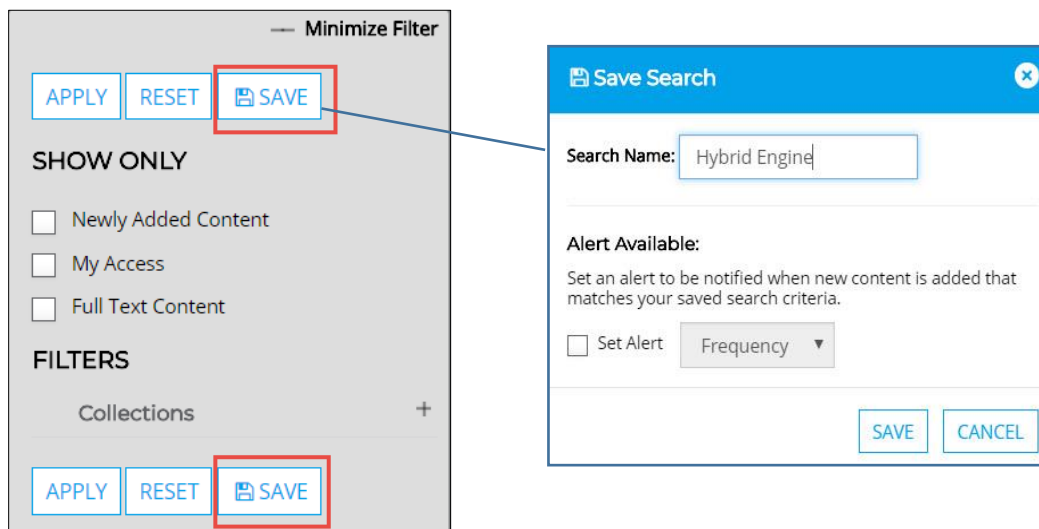 Minimize Filter
APPLY RESET SAVE
SHOW ONLY
Newly Added Content
My Access
Full Text Content
FILTERS
Collections +
APPLY RESET SAVE
Save Search
Search Name: Hybrid Engine
Alert Available:
Set an alert to be notified when new content is added that
matches your saved search criteria.
Set Alert Frequency
SAVE CANCEL